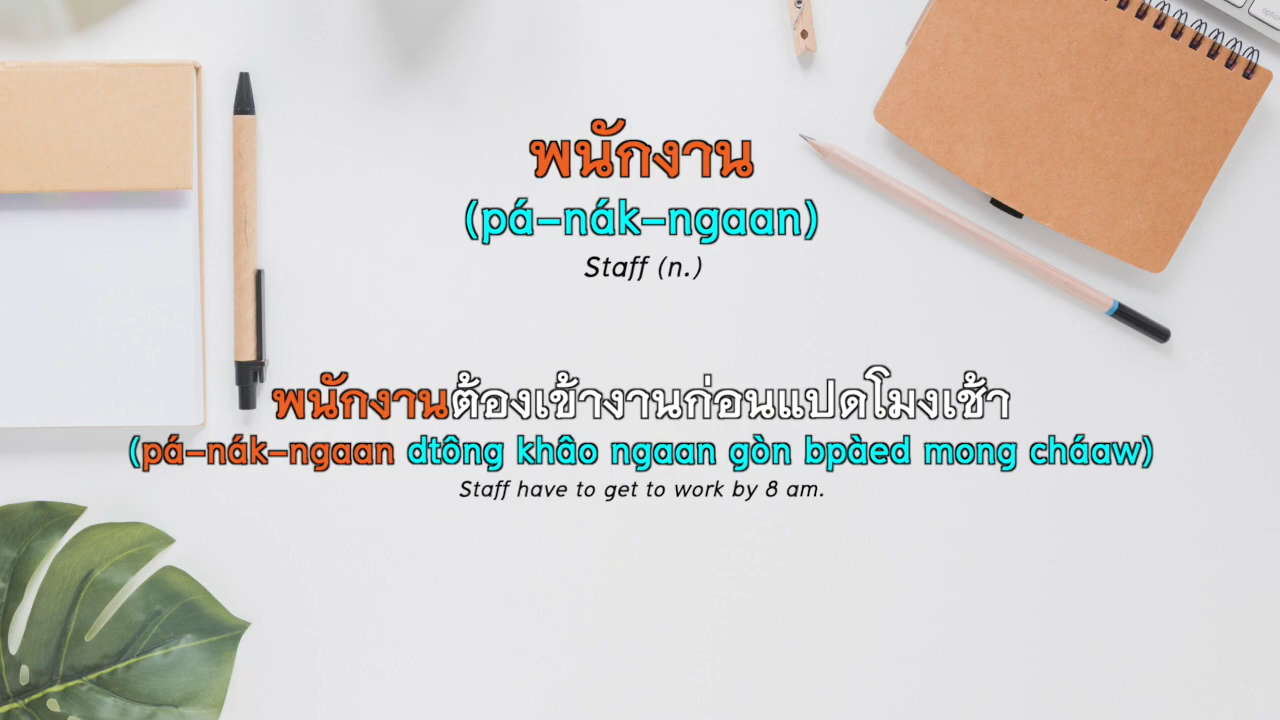 พนักงาน
(pá-nák-ngaan)
Staff (n.)
พนักงานต้องเข้างานก่อนแปดโมงเช้า
(pá-nák-ngaan dtông khâo ngaan gòn bpàed mong cháaw)
Staff have to get to work by 8 am.